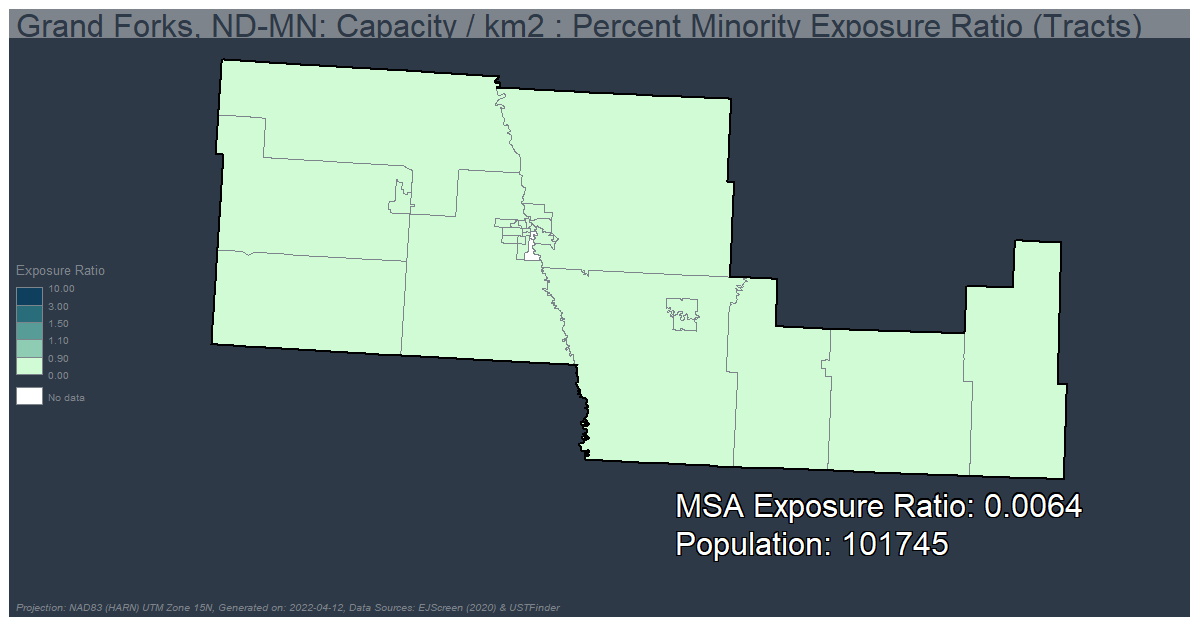 Grand Forks, ND-MN: Capacity / km2 : Percent Minority Exposure Ratio (Tracts)
Exposure Ratio
10.00
3.00
1.50
1.10
0.90
0.00
No data
MSA Exposure Ratio: 0.0064
Population: 101745
Projection: NAD83 (HARN) UTM Zone 15N, Generated on: 2022-04-12, Data Sources: EJScreen (2020) & USTFinder